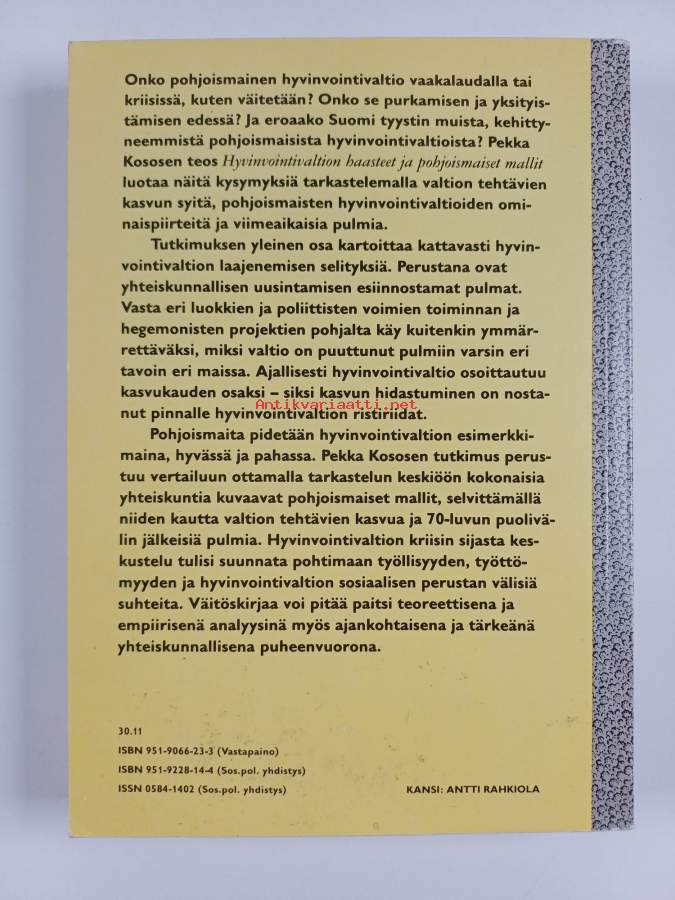 Onko pohjoismainen hyvinvointivaltio vaakalaudalla tai
kriisissä, kuten väitetään? Onko se purkamisen ja yksityis-
tämisen edessä? Ja eroaako Suomi tyystin muista, kehitty-
neemmistä pohjoismaisista hyvinvointivaltioista? Pekka
Kososen teos Hyvinvointivaltion haasteet ja pohjoismaiset mallit
luotaa näitä kysymyksiä tarkastelemalla valtion tehtävien
kasvun syitä, pohjoismaisten hyvinvointivaltioiden omi-
naispiirteitä ja viimeaikaisia pulmia.
Tutkimuksen yleinen osa kartoittaa kattavasti hyvin-
vointivaltion laajenemisen selityksiä. Perustana ovat
yhteiskunnallisen uusintamisen esiinnostamat pulmat.
Vasta eri luokkien ja poliittisten voimien toiminnan ja
hegemonisten projektien pohjalta käy kuitenkin ymmär-
rettäväksi, miksi valtio on puuttunut pulmiin varsin eri
tavoin eri maissa. Ajallisesti hyvinvointivaltio osoittautuu
kasvukauden osaksi – siksi kasvun hidastuminen on nosta-
Antikvariaatti.net
nut pinnalle hyvinvointivaltion ristiriidat.
Pohjoismaita pidetään hyvinvointivaltion esimerkki-
maina, hyvässä ja pahassa. Pekka Kososen tutkimus perus-
tuu vertailuun ottamalla tarkastelun keskiöön kokonaisia
yhteiskuntia kuvaavat pohjoismaiset mallit, selvittämällä
niiden kautta valtion tehtävien kasvua ja 70-luvun puolivä-
lin jälkeisiä pulmia. Hyvinvointivaltion kriisin sijasta kes-
kustelu tulisi suunnata pohtimaan työllisyyden, työttö-
myyden ja hyvinvointivaltion sosiaalisen perustan välisiä
suhteita. Väitöskirjaa voi pitää paitsi teoreettisena ja
empiirisenä analyysinä myös ajankohtaisena ja tärkeänä
yhteiskunnallisena puheenvuorona.
30.11
ISBN 951-9066-23-3 (Vastapaino)
ISBN 951-9228-14-4 (Sos.pol. yhdistys)
ISSN 0584-1402 (Sos.pol. yhdistys)
KANSI: ANTTI RAHKIOLA